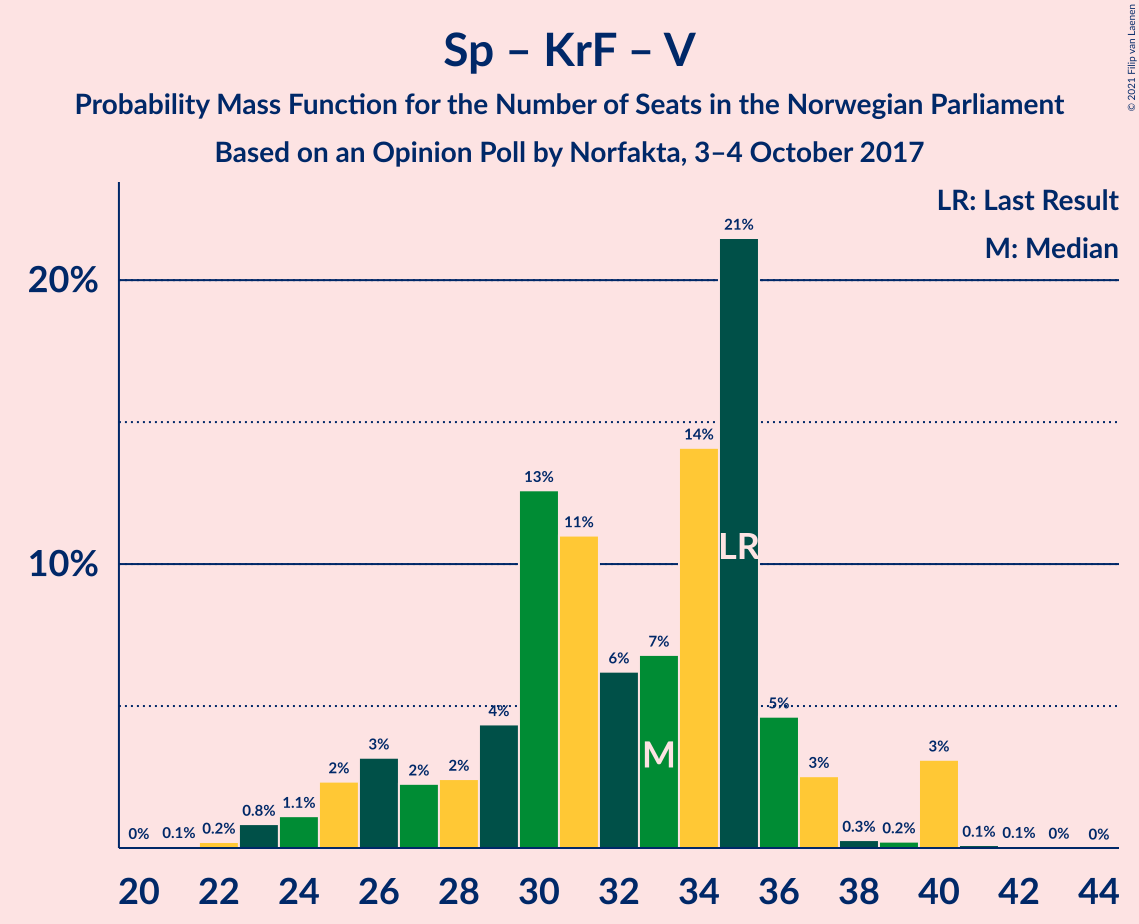 Sp – KrF – V
Probability Mass Function for the Number of Seats in the Norwegian Parliament
Based on an Opinion Poll by Norfakta, 3–4 October 2017
© 2021 Filip van Laenen
LR: Last Result
M: Median
20%
10%
0% 0.1% 0.2% 0.8% 1.1% 2% 3% 2% 2% 4% 13% 11% 6% 7% 14% 21% 5% 3% 0.3% 0.2% 3% 0.1% 0.1% 0% 0%
LR
M
20 22 24 26 28 30 32 34 36 38 40 42 44